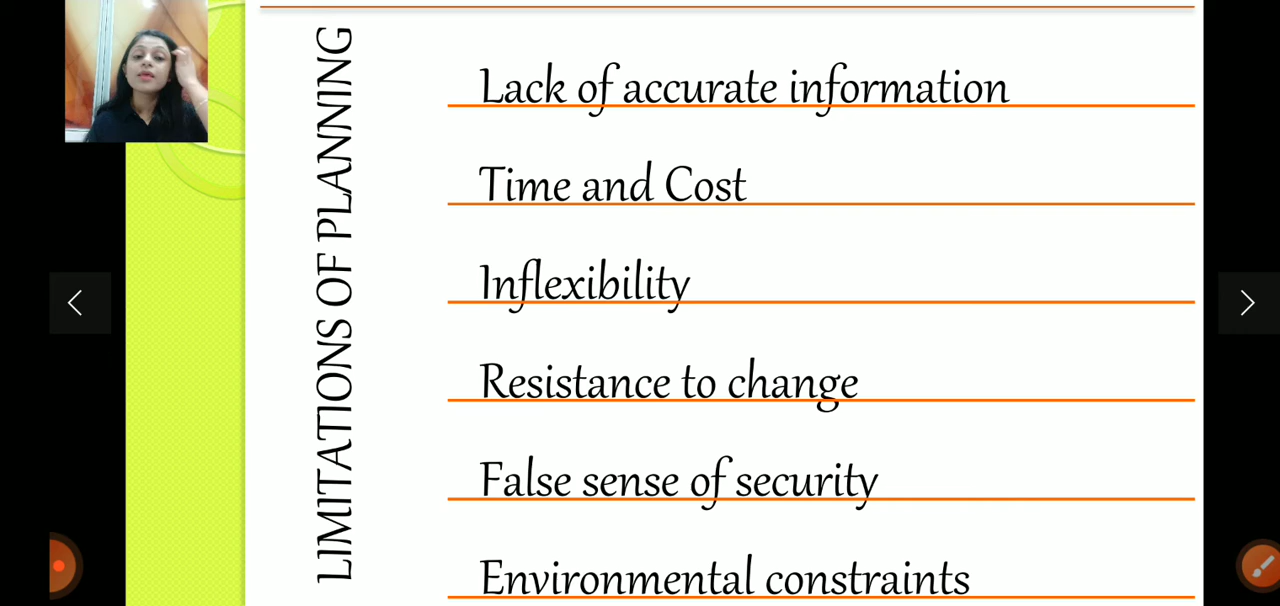 LIMITATIONS OF PLANNING
Lack of accurate information
Time and Cost
Inflexibility
Resistance to change
False sense of security
Environmental constraints